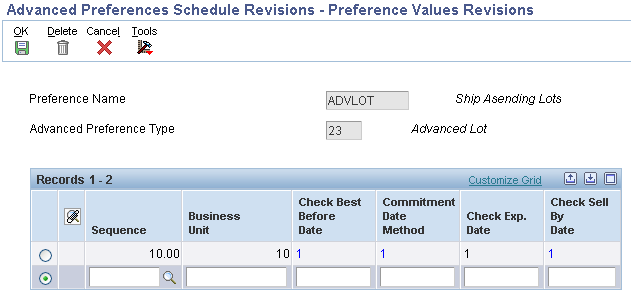 Advanced Preferences Schedule Revisions - Preference Values Revisions
OK Delete Cancel Tools
Preference Name ADVLOT Ship Asending Lots
Advanced Preference Type 23 Advanced Lot
Records 1 - 2 Customize Grid
Sequence Business Unit Check Best Before Date Commitment Date Method Check Exp. Date Check Sell By Date
10.00 10 1 1 1 1